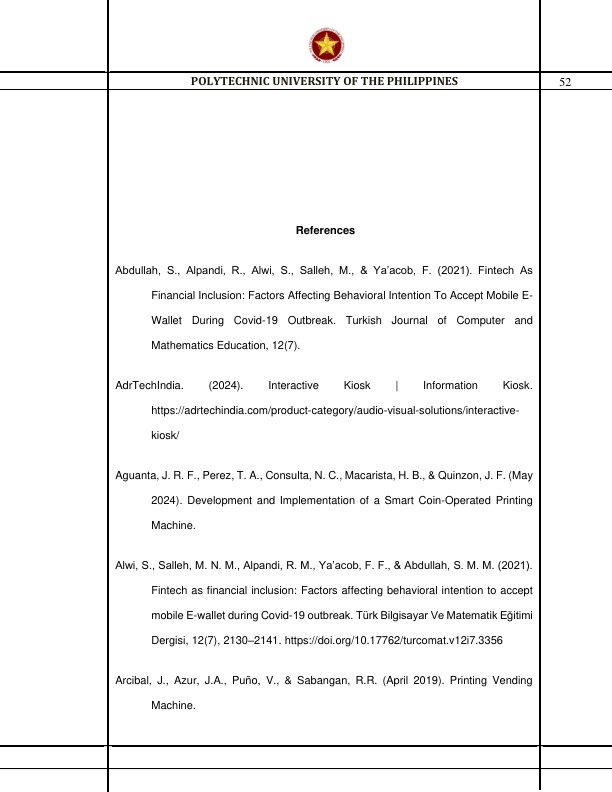 POLYTECHNIC UNIVERSITY OF THE PHILIPPINES 52
References
Abdullah, S., Alpandi, R., Alwi, S., Salleh, M., & Ya’acob, F. (2021). Fintech As
Financial Inclusion: Factors Affecting Behavioral Intention To Accept Mobile E-
Wallet During Covid-19 Outbreak. Turkish Journal of Computer and
Mathematics Education, 12(7).
AdrTechIndia. (2024). Interactive Kiosk | Information Kiosk.
https://adrtechindia.com/product-category/audio-visual-solutions/interactive-
kiosk/
Aguanta, J. R. F., Perez, T. A., Consulta, N. C., Macarista, H. B., & Quinzon, J. F. (May
2024). Development and Implementation of a Smart Coin-Operated Printing
Machine.
Alwi, S., Salleh, M. N. M., Alpandi, R. M., Ya’acob, F. F., & Abdullah, S. M. M. (2021).
Fintech as financial inclusion: Factors affecting behavioral intention to accept
mobile E-wallet during Covid-19 outbreak. Türk Bilgisayar Ve Matematik Eğitimi
Dergisi, 12(7), 2130–2141. https://doi.org/10.17762/turcomat.v12i7.3356
Arcibal, J., Azur, J.A., Puño, V., & Sabangan, R.R. (April 2019). Printing Vending
Machine.